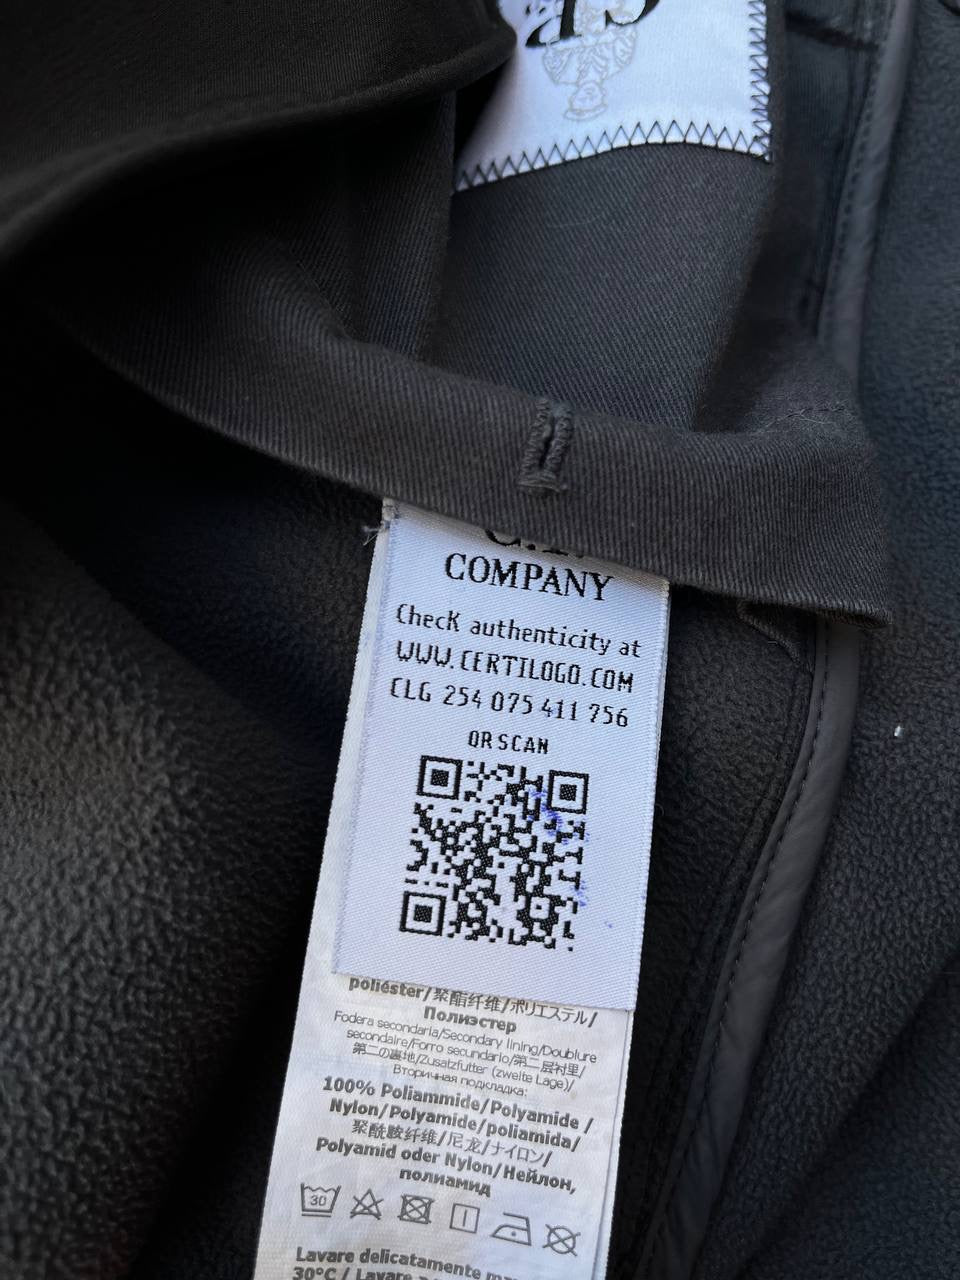 COMPANY
ChecK authenticity at
WWW.CERTILOGO.COM
CLG 254 075 411 756
QR SCAN
poliéster/聚酯纤维/ポリエステル/
Полиэстер
Fodera secondaria/Secondary lining/Doublure
secondaire/Forro secundario/第二层衬里/
第二の裏地/Zusatzfutter (zweite Lage)/
Вторичная подкладка:
100% Poliammide/Polyamide /
Nylon/Polyamide/poliamida/
聚酰胺纤维/尼龙/ナイロン/
Polyamid oder Nylon/Нейлон,
полиамид
30
Lavare delicatamente
30°C / Lavare a